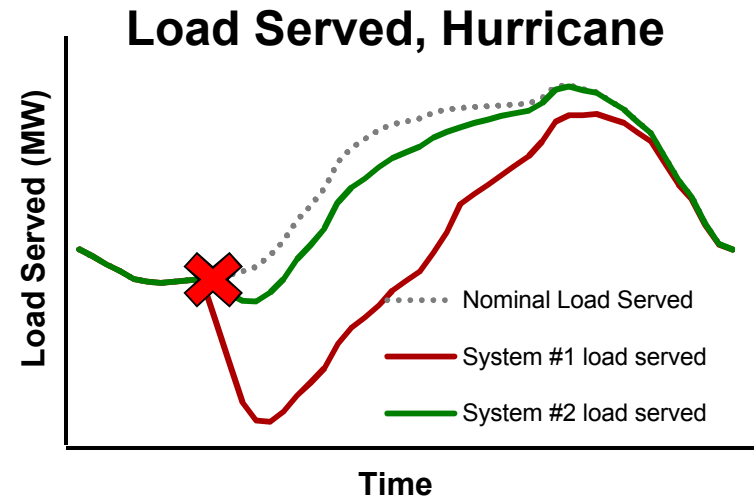 Load Served, Hurricane
Load Served (MW)
Nominal Load Served
System #1 load served
System #2 load served
Time